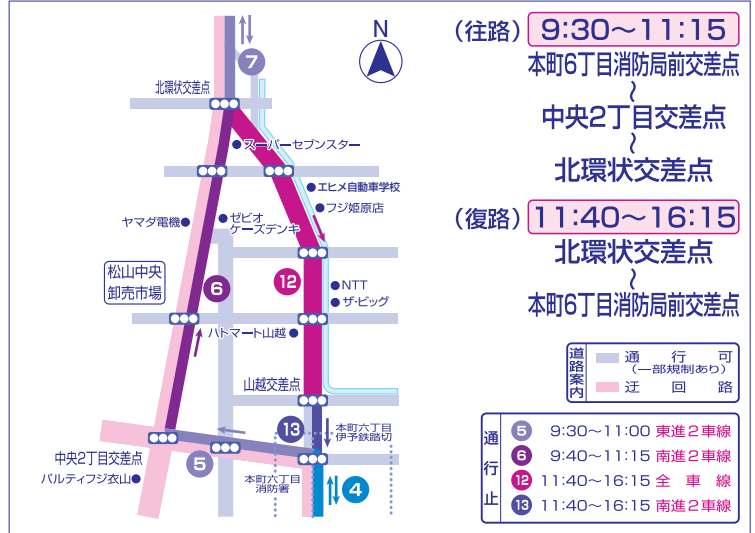 N
7
北環状交差点
スーパーセブンスター
エヒメ自動車学校
フジ姫原店
ヤマダ電機
ゼビオ
ケーズデンキ
松山中央
卸売市場
6
12
NTT
ザ・ビッグ
ハトマート山越
山越交差点
13
本町六丁目
伊予鉄踏切
中央2丁目交差点
パルティフジ衣山
5
本町六丁目
消防署
4
(往路) 9:30〜11:15
本町6丁目消防局前交差点
〜
中央2丁目交差点
〜
北環状交差点
(復路) 11:40〜16:15
北環状交差点
〜
本町6丁目消防局前交差点
道路案内
通行可
(一部規制あり)
迂回路
通行止
5 9:30〜11:00 東進2車線
6 9:40〜11:15 南進2車線
12 11:40〜16:15 全車線
13 11:40〜16:15 南進2車線